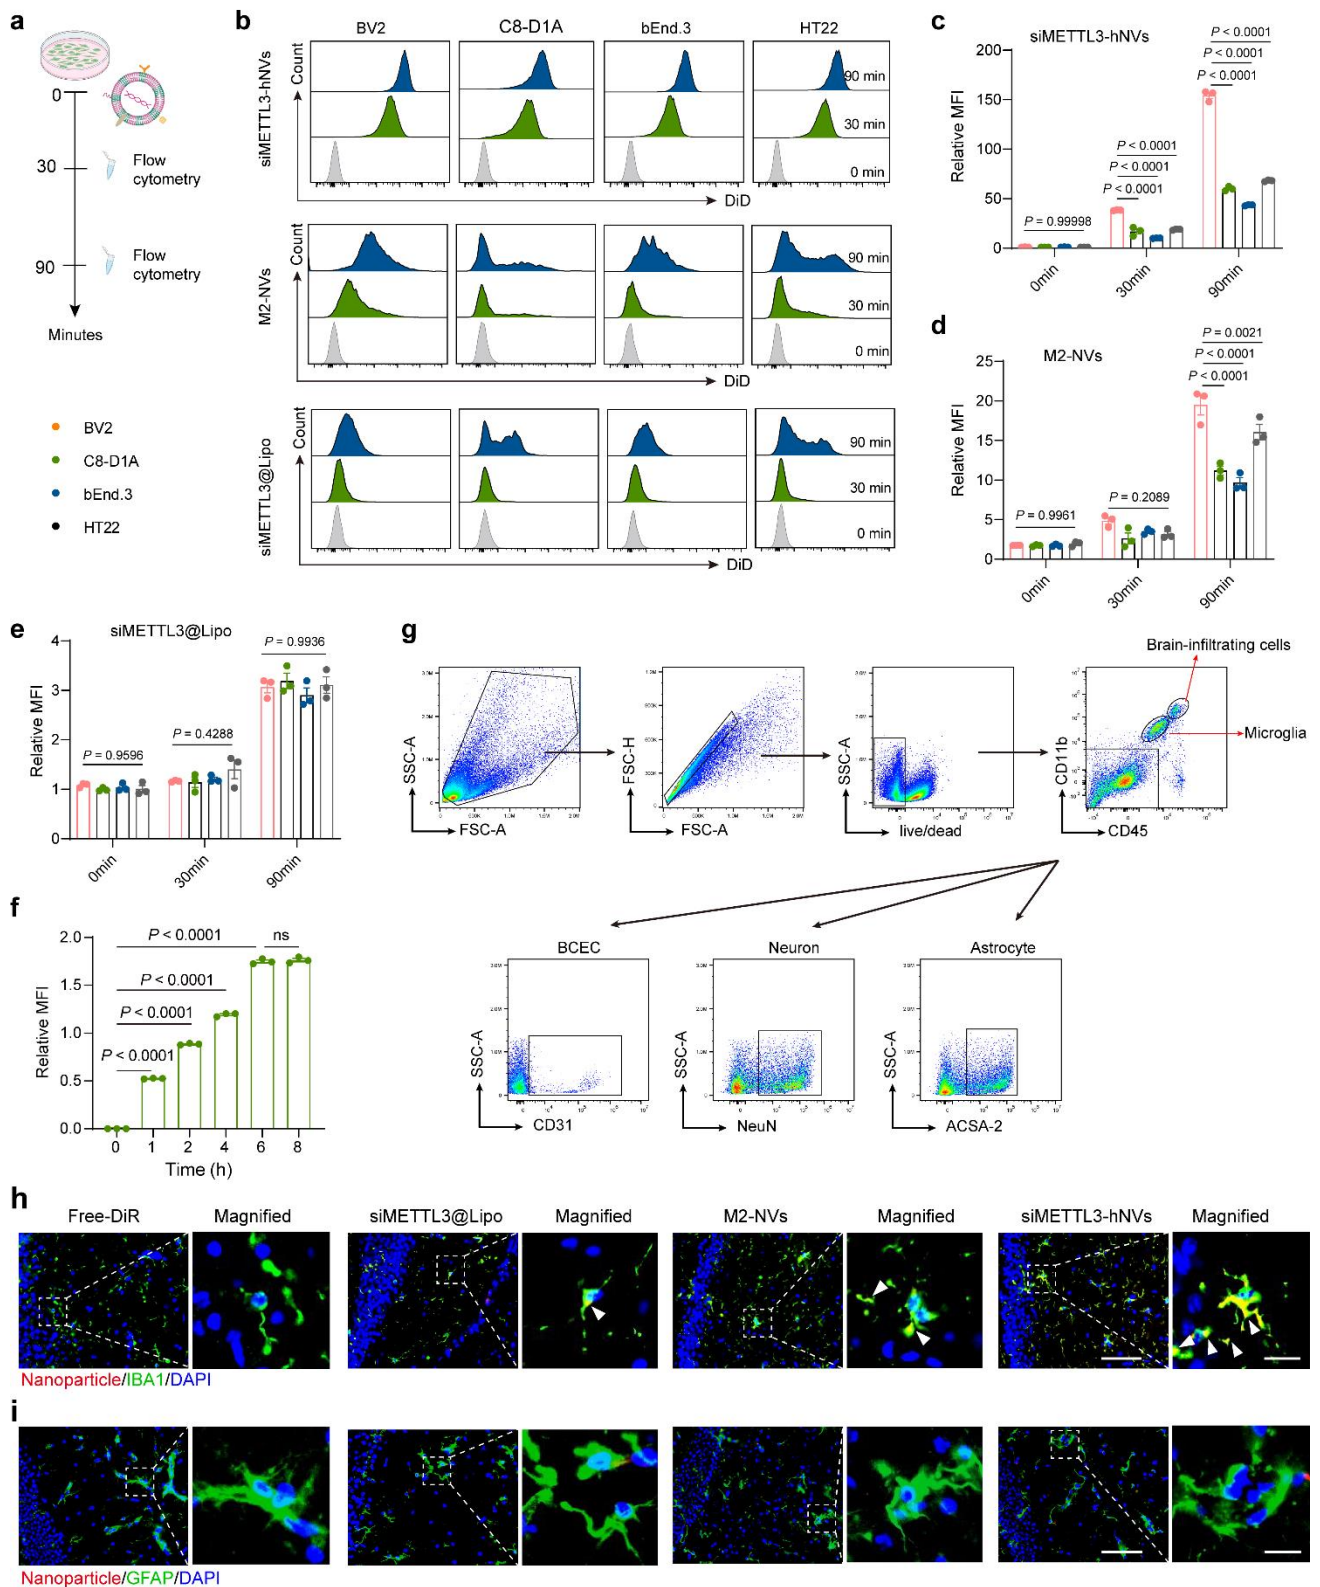 a
0
30
Flow
cytometry
90
Flow
cytometry
Minutes
BV2
C8-D1A
bEnd.3
HT22
b
BV2
C8-D1A
bEnd.3
HT22
siMETTL3-hNVs
Count
90 min
30 min
0 min
DiD
M2-NVs
Count
90 min
30 min
0 min
DiD
siMETTL3@Lipo
Count
90 min
30 min
0 min
DiD
c
siMETTL3-hNVs
Relative MFI
200
150
100
50
0
P = 0.99998
P < 0.0001
P < 0.0001
P < 0.0001
P < 0.0001
P < 0.0001
P < 0.0001
0min
30min
90min
d
M2-NVs
Relative MFI
25
20
15
10
5
0
P = 0.9961
P = 0.2089
P = 0.0021
P < 0.0001
P < 0.0001
0min
30min
90min
e
siMETTL3@Lipo
Relative MFI
4
3
2
1
0
P = 0.9596
P = 0.4288
P = 0.9936
0min
30min
90min
f
Relative MFI
2.0
1.5
1.0
0.5
0.0
P < 0.0001
ns
P < 0.0001
P < 0.0001
P < 0.0001
0 1 2 4 6 8
Time (h)
g
SSC-A
FSC-A
FSC-H
FSC-A
SSC-A
live/dead
CD11b
CD45
Brain-infiltrating cells
Microglia
BCEC
Neuron
Astrocyte
SSC-A
CD31
SSC-A
NeuN
SSC-A
ACSA-2
h
Free-DiR Magnified siMETTL3@Lipo Magnified M2-NVs Magnified siMETTL3-hNVs Magnified
Nanoparticle/IBA1/DAPI
i
Nanoparticle/GFAP/DAPI